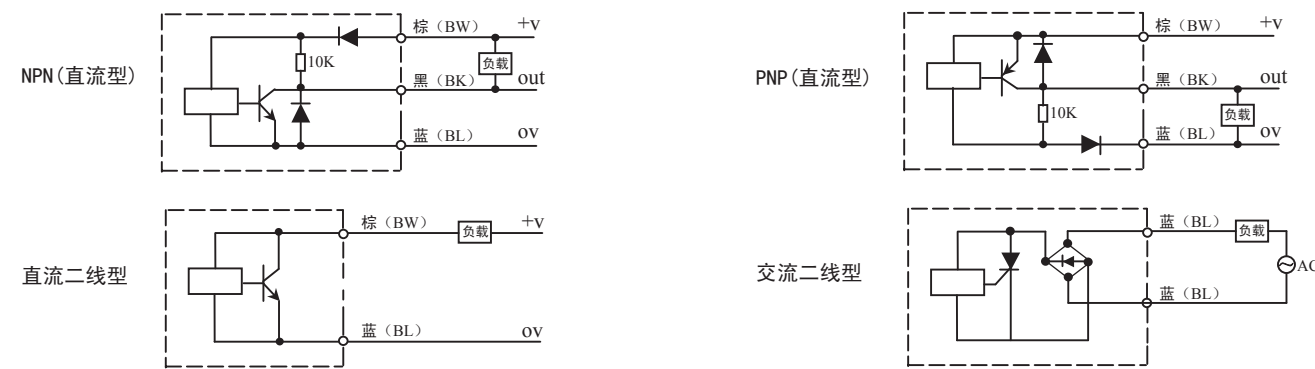 棕（BW） +v
10K
负载
NPN(直流型)
黑（BK） out
蓝（BL） ov
棕（BW） +v
PNP(直流型)
黑（BK） out
10K
负载
蓝（BL） ov
棕（BW） 负载 +v
直流二线型
蓝（BL） ov
蓝（BL） 负载
交流二线型
AC
蓝（BL）